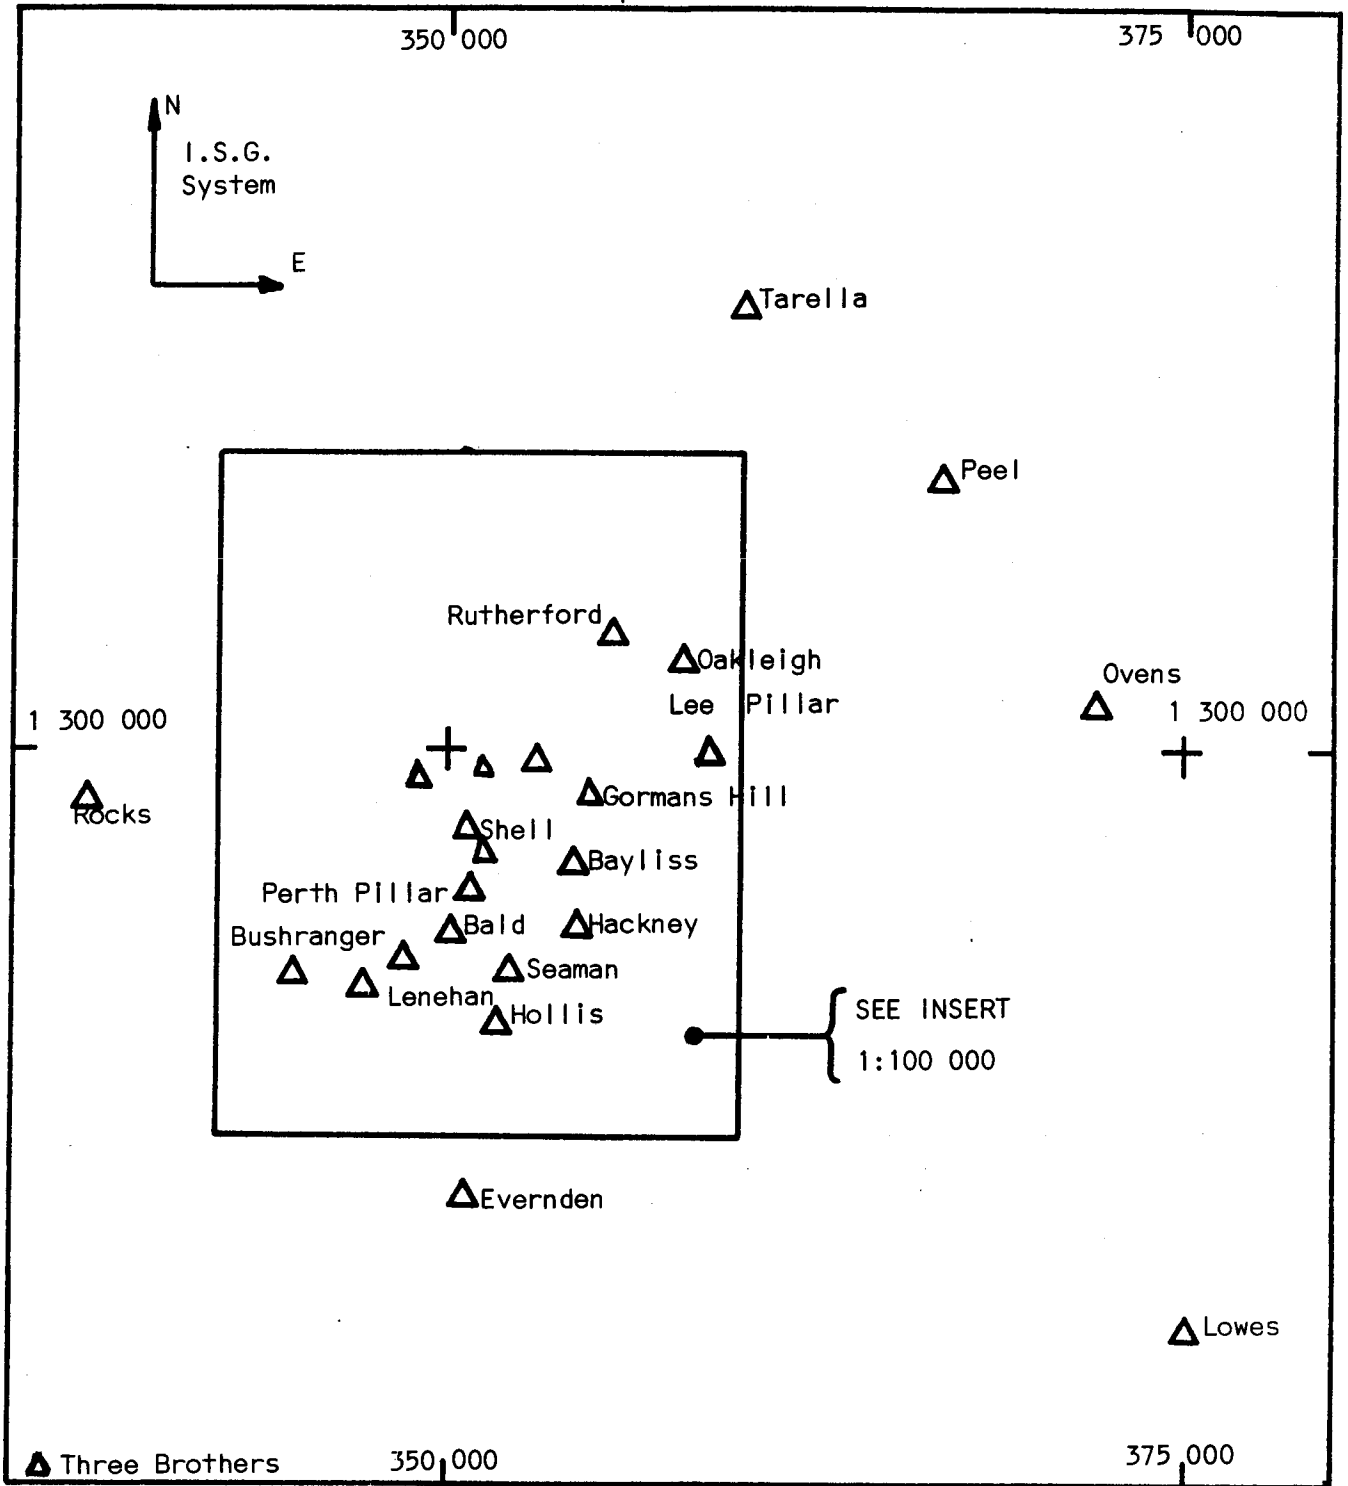 350 000
375 000
N
I.S.G.
System
E
Tarella
Peel
Rutherford
Oakleigh
Ovens
Lee Pillar
1 300 000
1 300 000
Rocks
Gormans Hill
Shell
Bayliss
Perth Pillar
Bald
Hackney
Bushranger
Seaman
Lenehan
Hollis
SEE INSERT
1:100 000
Evernden
Lowes
Three Brothers
350 000
375 000